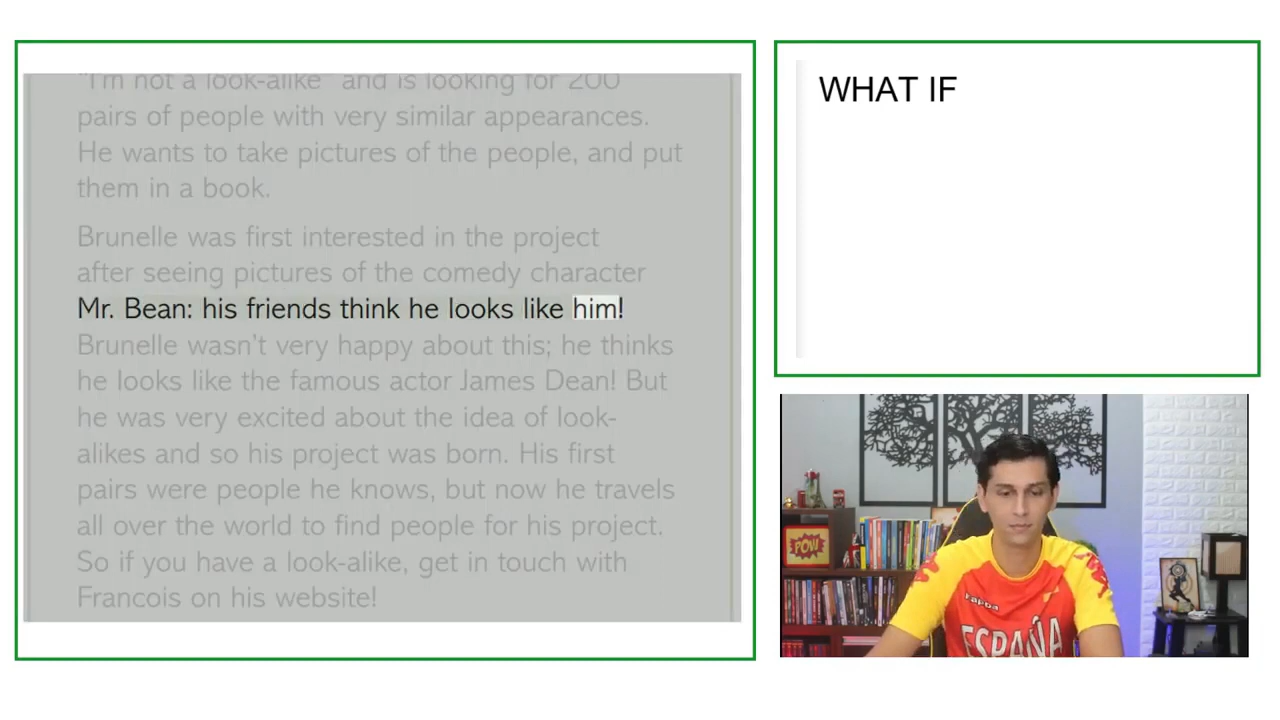 "I'm not a look-alike" and is looking for 200
pairs of people with very similar appearances.
He wants to take pictures of the people, and put
them in a book.
Brunelle was first interested in the project
after seeing pictures of the comedy character
Mr. Bean: his friends think he looks like him!
Brunelle wasn't very happy about this; he thinks
he looks like the famous actor James Dean! But
he was very excited about the idea of look-
alikes and so his project was born. His first
pairs were people he knows, but now he travels
all over the world to find people for his project.
So if you have a look-alike, get in touch with
Francois on his website!
WHAT IF
POW
Kappa
ESPAÑA